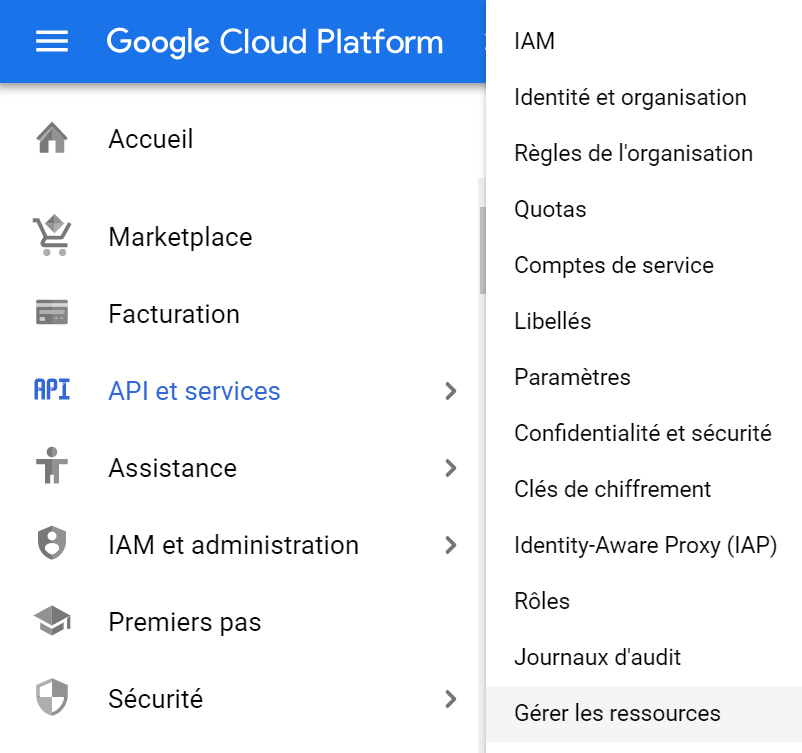 Google Cloud Platform
Accueil
Marketplace
Facturation
API API et services
Assistance
IAM et administration
Premiers pas
Sécurité
IAM
Identité et organisation
Règles de l'organisation
Quotas
Comptes de service
Libellés
Paramètres
Confidentialité et sécurité
Clés de chiffrement
Identity-Aware Proxy (IAP)
Rôles
Journaux d'audit
Gérer les ressources